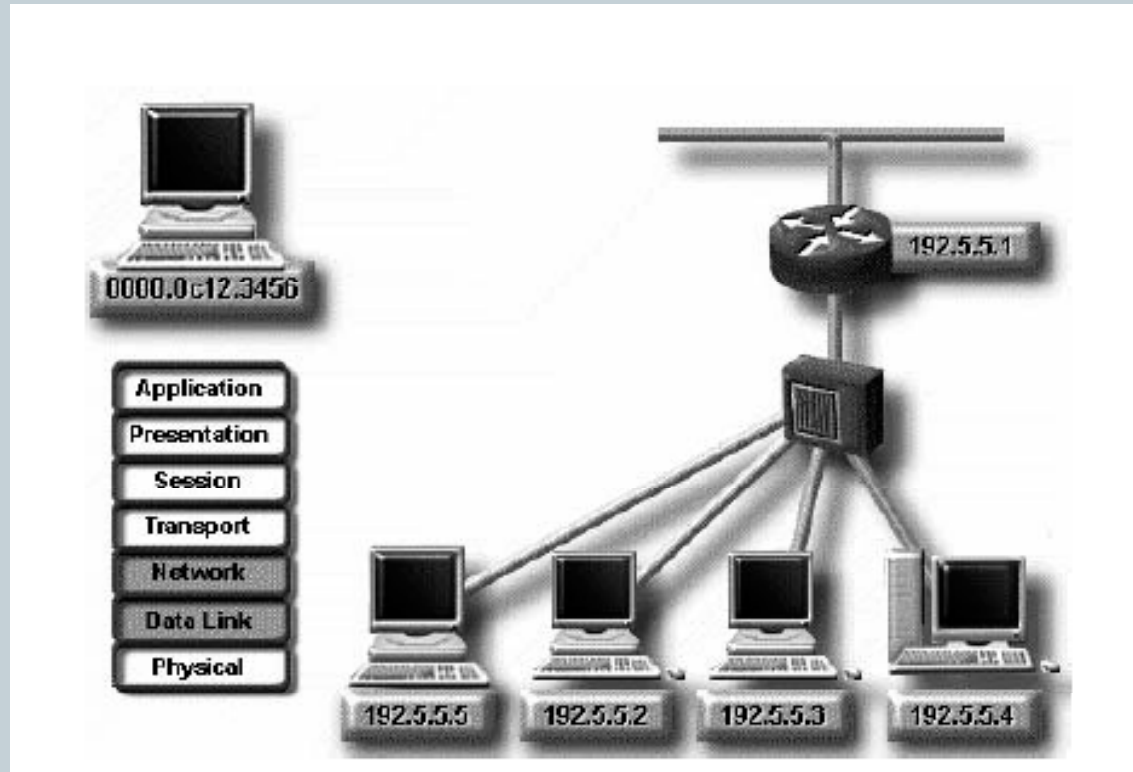 0000.0c12.3456
192.5.5.1
Application
Presentation
Session
Transport
Network
Data Link
Physical
192.5.5.5
192.5.5.2
192.5.5.3
192.5.5.4